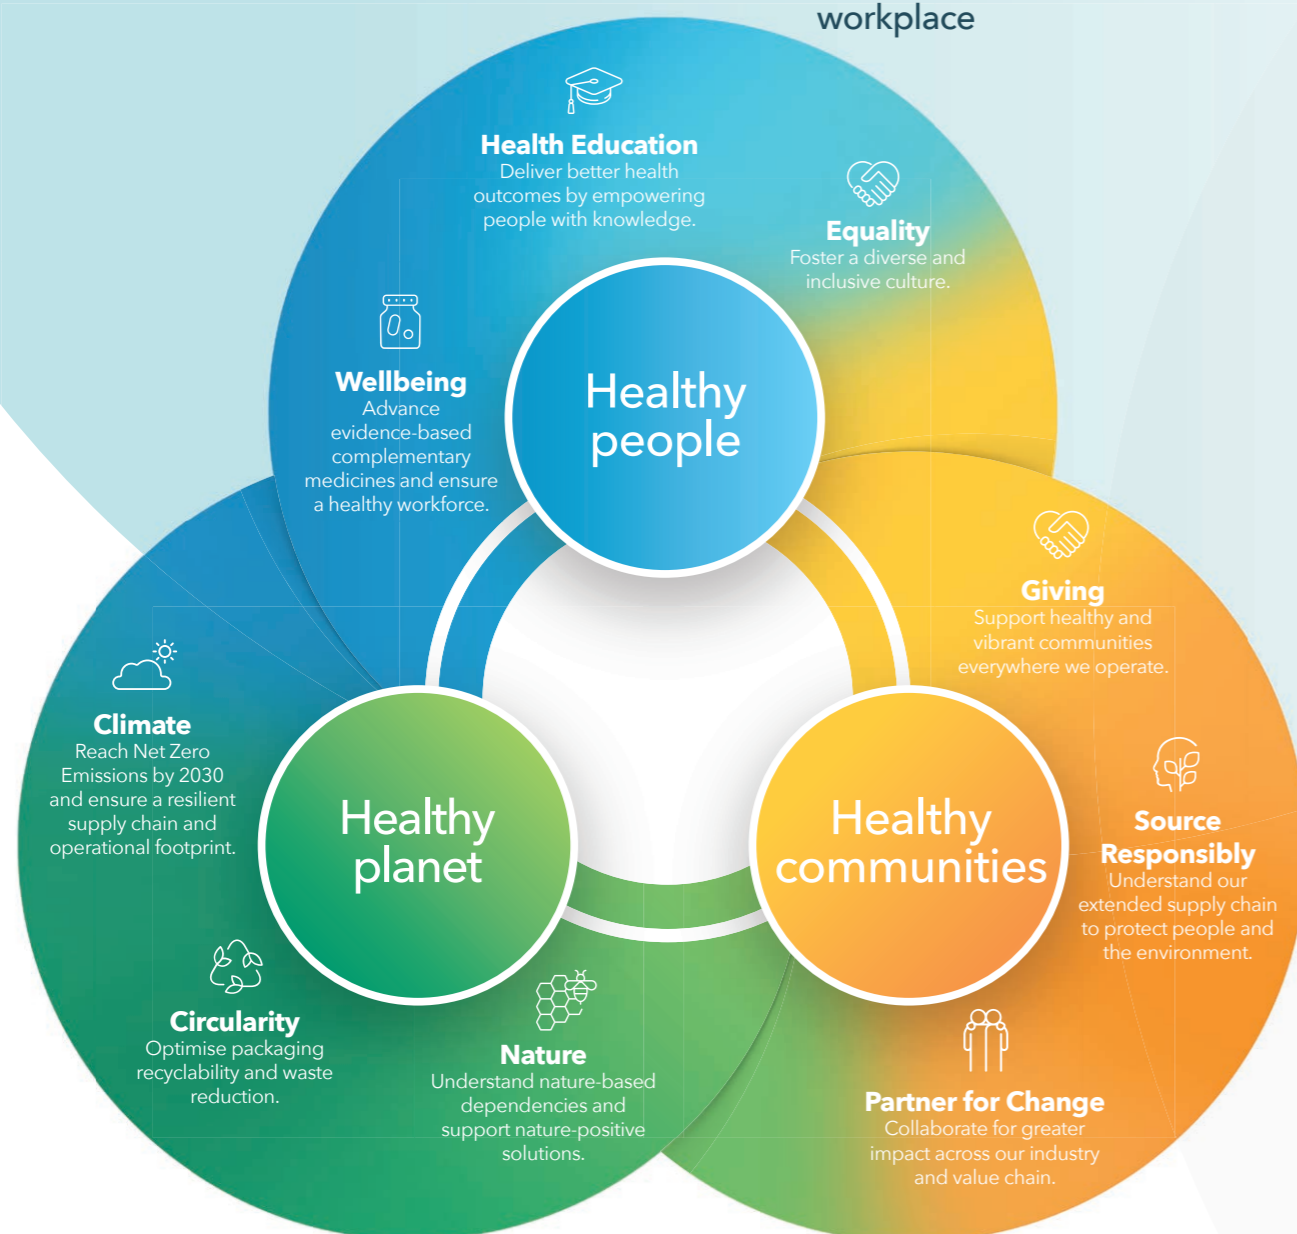 workplace
Health Education
Deliver better health
outcomes by empowering
people with knowledge.
Equality
Foster a diverse and
inclusive culture.
Wellbeing
Advance
evidence-based
complementary
medicines and ensure
a healthy workforce.
Healthy
people
Giving
Support healthy and
vibrant communities
everywhere we operate.
Climate
Reach Net Zero
Emissions by 2030
and ensure a resilient
supply chain and
operational footprint.
Healthy
planet
Healthy
communities
Source
Responsibly
Understand our
extended supply chain
to protect people and
the environment.
Circularity
Optimise packaging
recyclability and waste
reduction.
Nature
Understand nature-based
dependencies and
support nature-positive
solutions.
Partner for Change
Collaborate for greater
impact across our industry
and value chain.